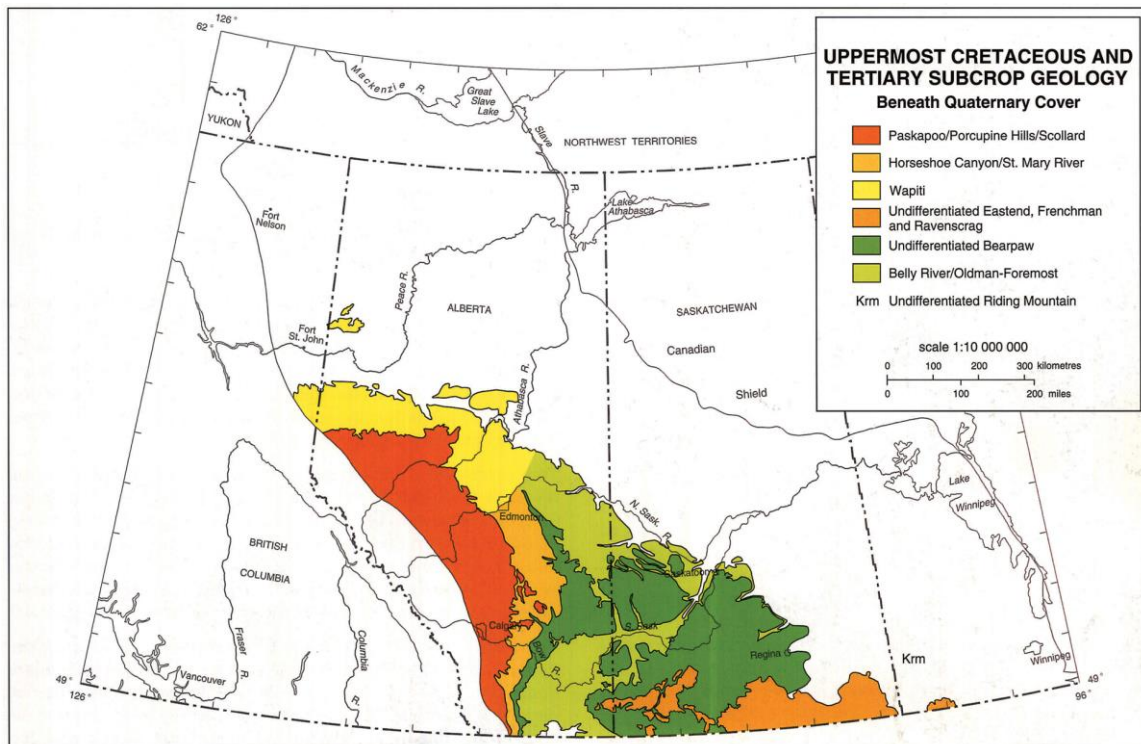 126°
62°
Mackenzie R.
Great
Slave
Lake
YUKON
Slave
R.
NORTHWEST TERRITORIES
Fort
Nelson
Lake
Athabasca
Peace R.
ALBERTA
SASKATCHEWAN
Fort
St. John
Canadian
Shield
Athabasca R.
N. Sask. R.
Lake
Winnipeg
Edmonton
BRITISH
COLUMBIA
Saskatoon
Calgary
S. Sask
Bow
R.
Regina
Krm
Fraser
R.
Columbia
R.
Vancouver
Winnipeg
49°
126°
49°
96°
UPPERMOST CRETACEOUS AND
TERTIARY SUBCROP GEOLOGY
Beneath Quaternary Cover
Paskapoo/Porcupine Hills/Scollard
Horseshoe Canyon/St. Mary River
Wapiti
Undifferentiated Eastend, Frenchman
and Ravenscrag
Undifferentiated Bearpaw
Belly River/Oldman-Foremost
Krm Undifferentiated Riding Mountain
scale 1:10 000 000
0 100 200 300 kilometres
0 100 200 miles